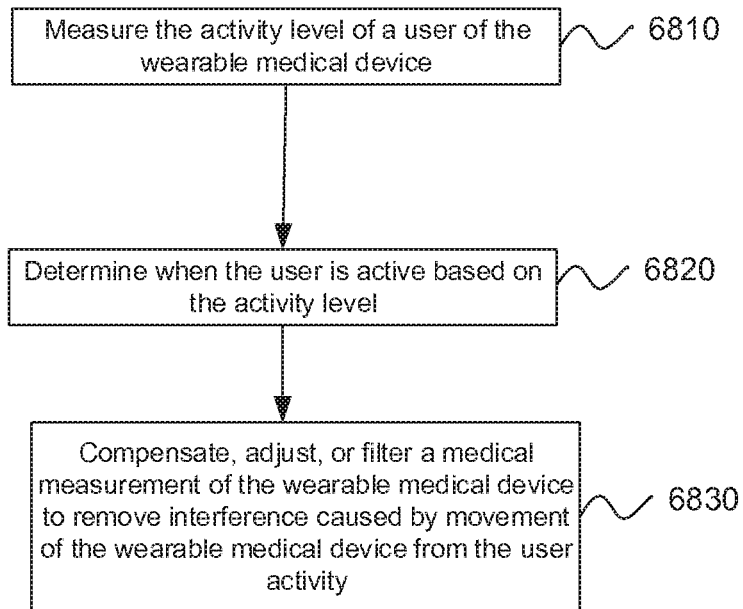 Measure the activity level of a user of the
wearable medical device
6810
Determine when the user is active based on
the activity level
6820
Compensate, adjust, or filter a medical
measurement of the wearable medical device
to remove interference caused by movement
of the wearable medical device from the user
activity
6830